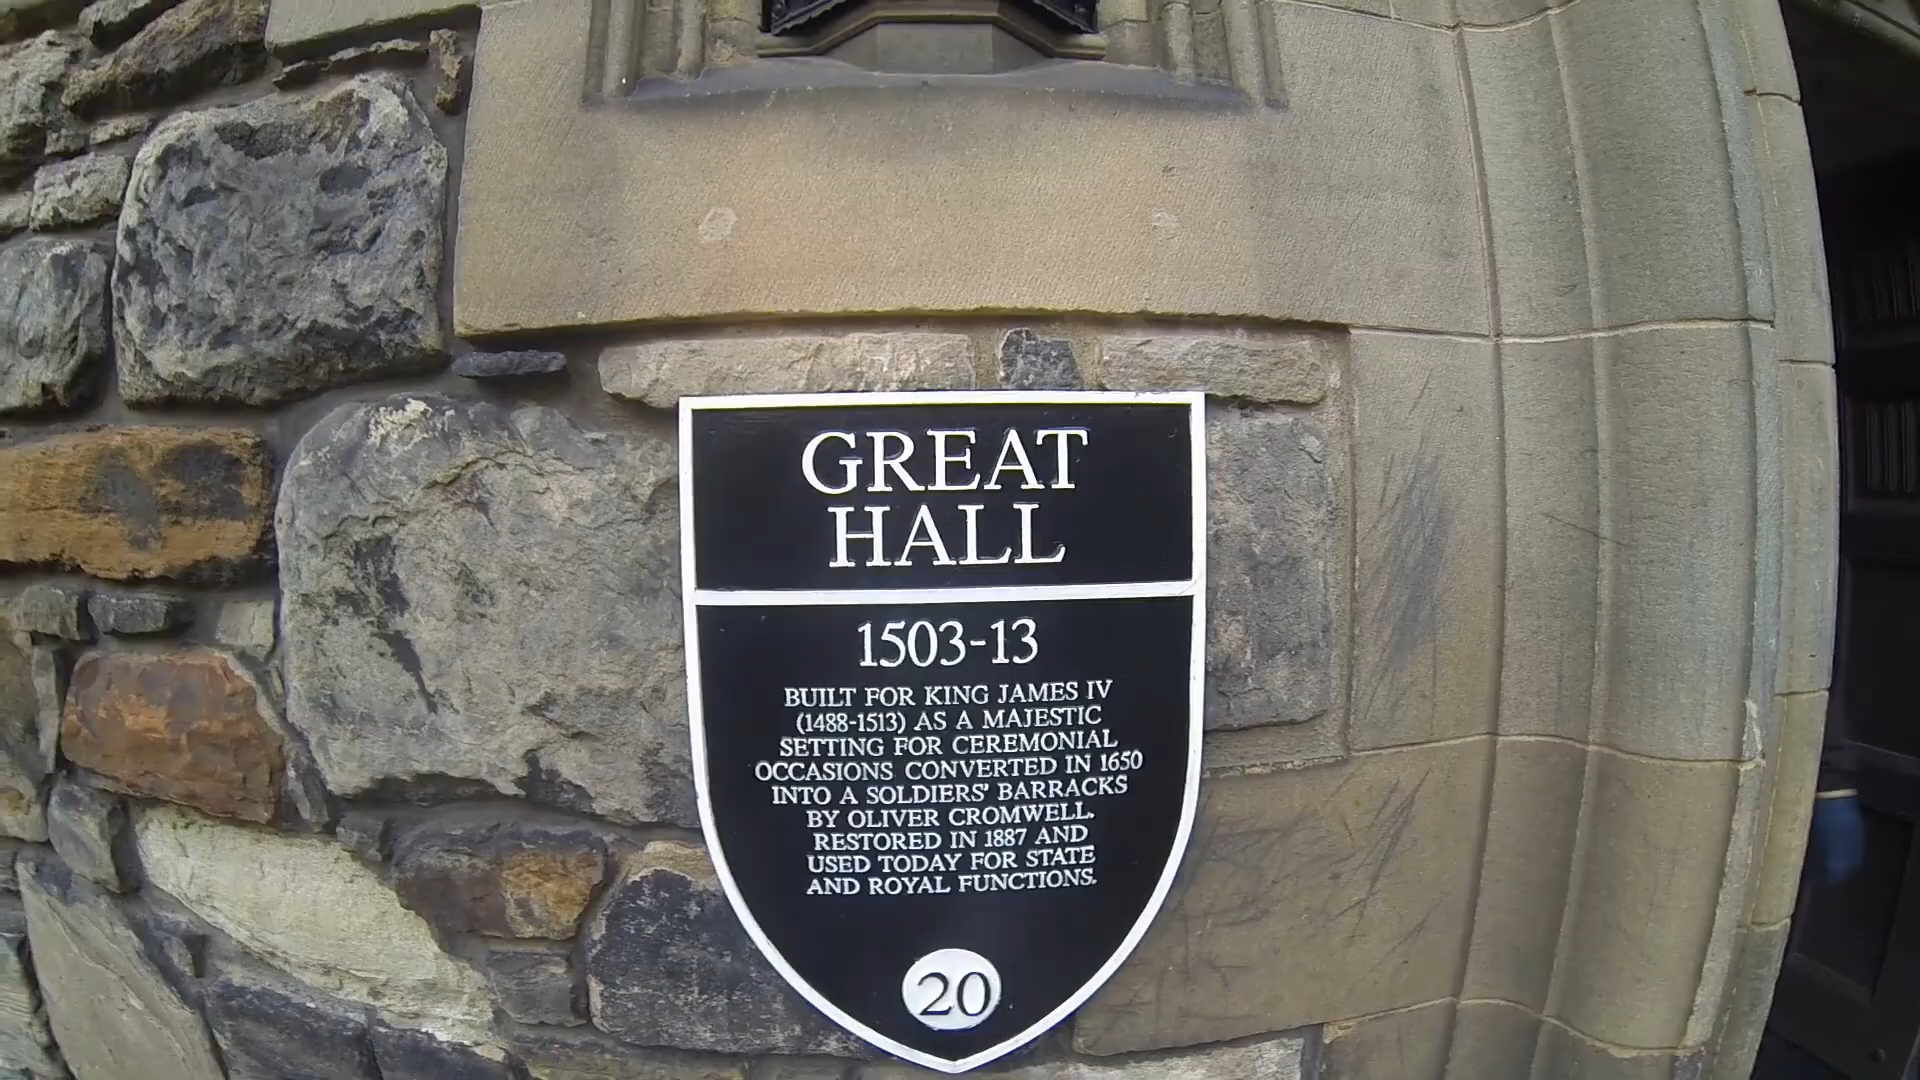 GREAT
HALL
1503-13
BUILT FOR KING JAMES IV
(1488-1513) AS A MAJESTIC
SETTING FOR CEREMONIAL
OCCASIONS CONVERTED IN 1650
INTO A SOLDIERS' BARRACKS
BY OLIVER CROMWELL.
RESTORED IN 1887 AND
USED TODAY FOR STATE
AND ROYAL FUNCTIONS.
20